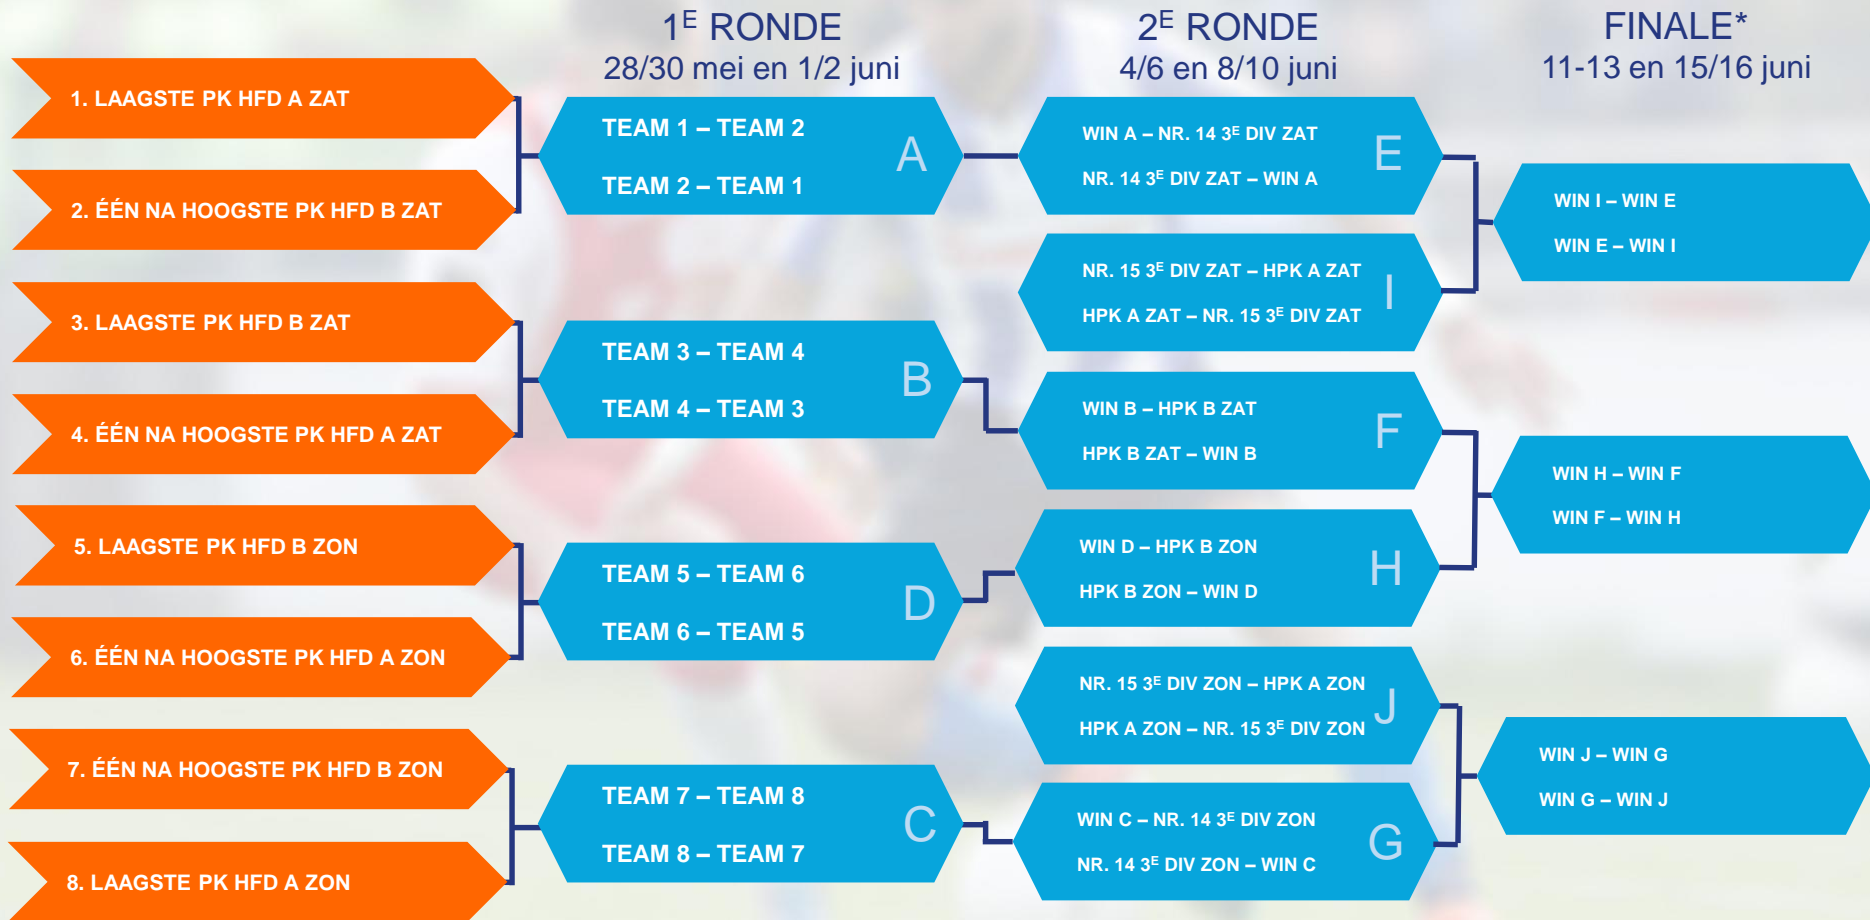 1E RONDE
28/30 mei en 1/2 juni
2E RONDE
4/6 en 8/10 juni
FINALE*
11-13 en 15/16 juni
1. LAAGSTE PK HFD A ZAT
2. ÉÉN NA HOOGSTE PK HFD B ZAT
3. LAAGSTE PK HFD B ZAT
4. ÉÉN NA HOOGSTE PK HFD A ZAT
5. LAAGSTE PK HFD B ZON
6. ÉÉN NA HOOGSTE PK HFD A ZON
7. ÉÉN NA HOOGSTE PK HFD B ZON
8. LAAGSTE PK HFD A ZON
TEAM 1 – TEAM 2
TEAM 2 – TEAM 1
A
TEAM 3 – TEAM 4
TEAM 4 – TEAM 3
B
TEAM 5 – TEAM 6
TEAM 6 – TEAM 5
D
TEAM 7 – TEAM 8
TEAM 8 – TEAM 7
C
WIN A – NR. 14 3E DIV ZAT
NR. 14 3E DIV ZAT – WIN A
E
NR. 15 3E DIV ZAT – HPK A ZAT
HPK A ZAT – NR. 15 3E DIV ZAT
I
WIN B – HPK B ZAT
HPK B ZAT – WIN B
F
WIN D – HPK B ZON
HPK B ZON – WIN D
H
NR. 15 3E DIV ZON – HPK A ZON
HPK A ZON – NR. 15 3E DIV ZON
J
WIN C – NR. 14 3E DIV ZON
NR. 14 3E DIV ZON – WIN C
G
WIN I – WIN E
WIN E – WIN I
WIN H – WIN F
WIN F – WIN H
WIN J – WIN G
WIN G – WIN J